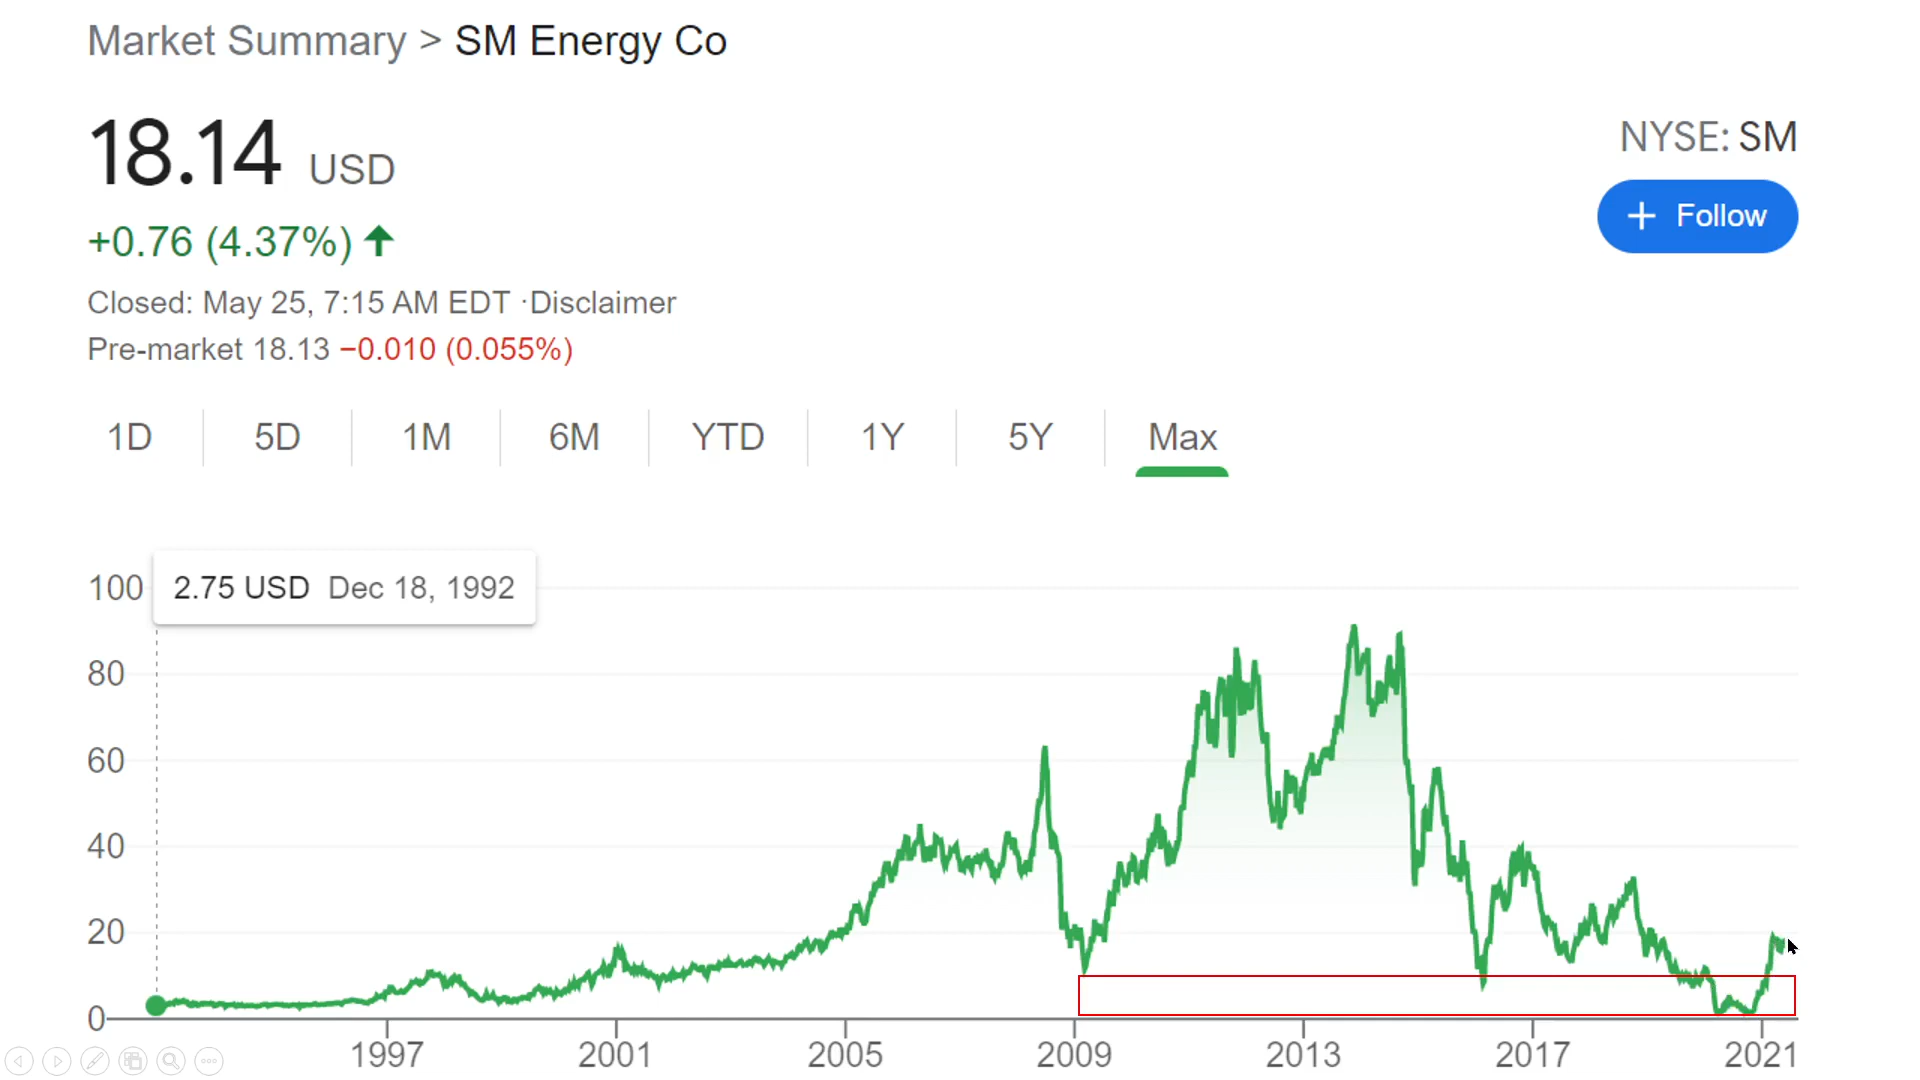 Market Summary > SM Energy Co
18.14 USD
NYSE: SM
+ Follow
+0.76 (4.37%)
Closed: May 25, 7:15 AM EDT ·Disclaimer
Pre-market 18.13 −0.010 (0.055%)
1D 5D 1M 6M YTD 1Y 5Y Max
2.75 USD Dec 18, 1992
100
80
60
40
20
0
1997 2001 2005 2009 2013 2017 2021